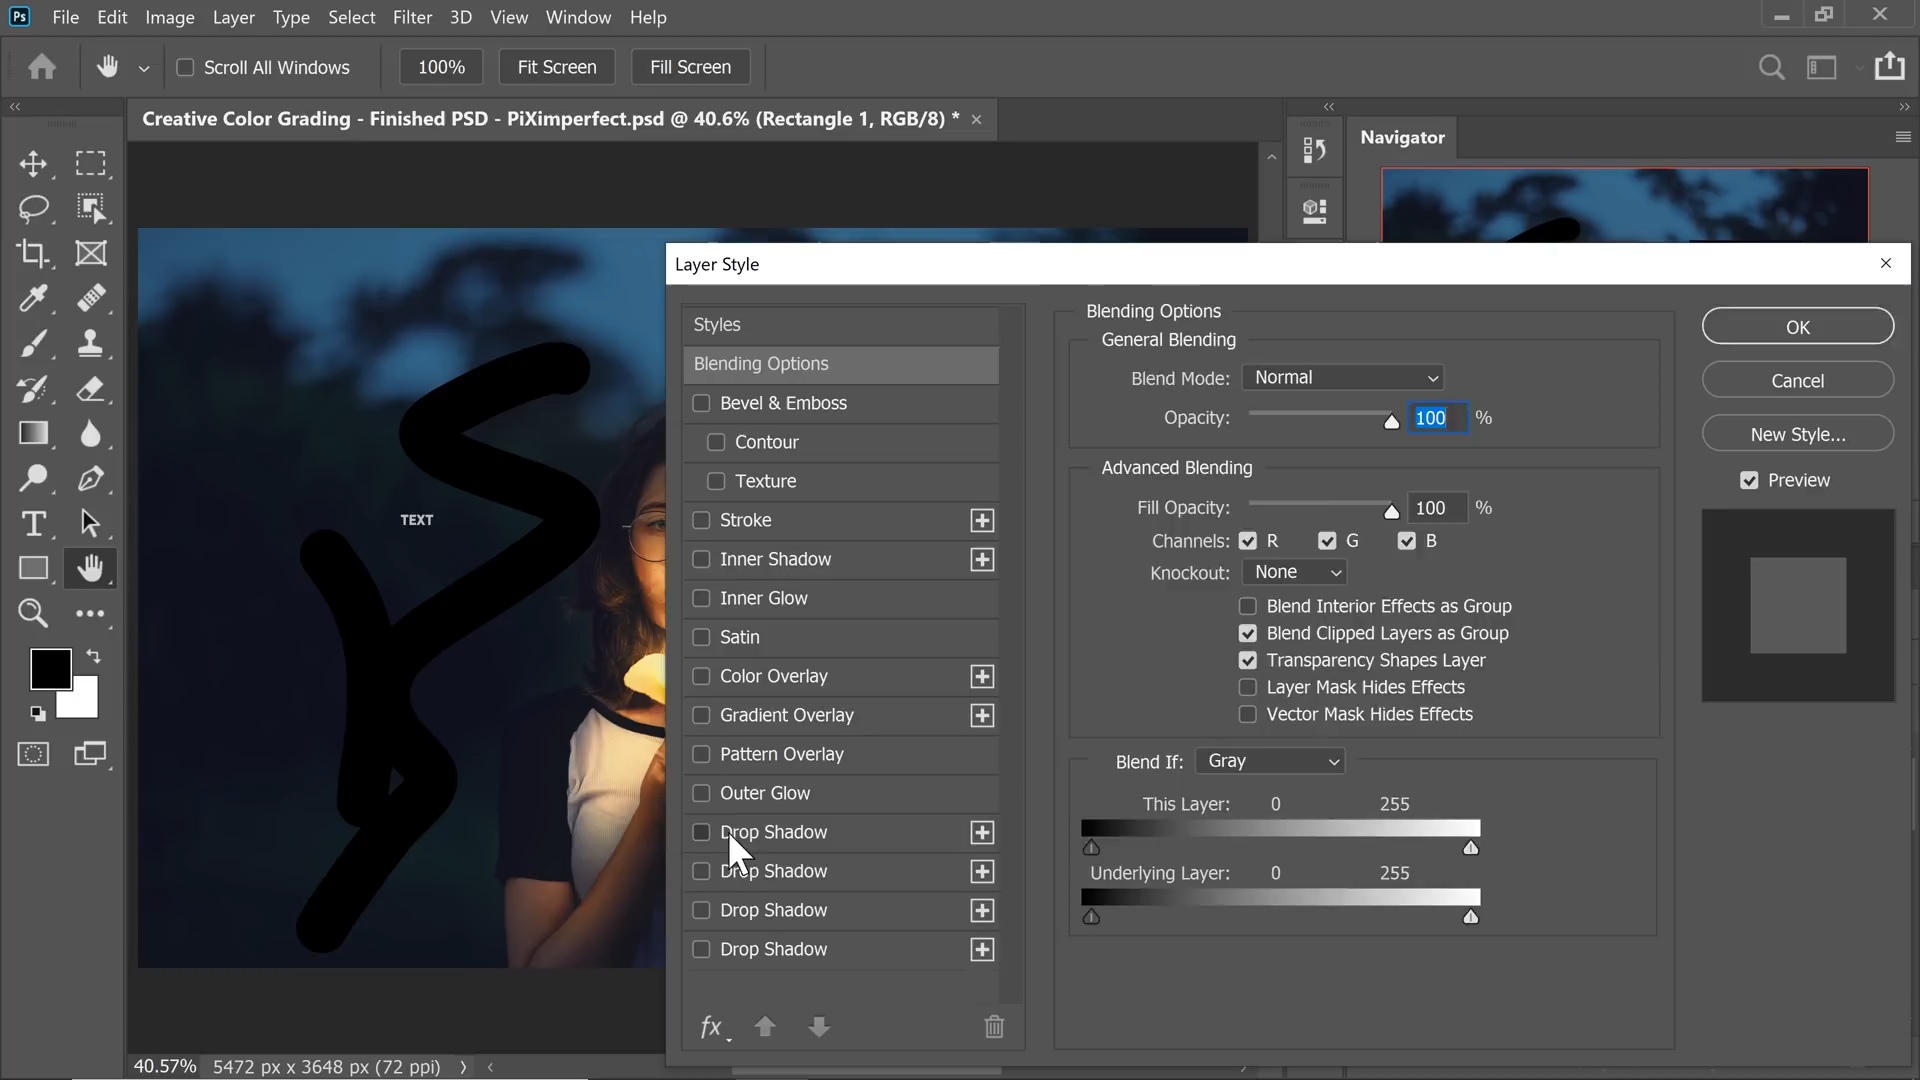 Ps File Edit Image Layer Type Select Filter 3D View Window Help
Scroll All Windows 100% Fit Screen Fill Screen
Creative Color Grading - Finished PSD - PiXimperfect.psd @ 40.6% (Rectangle 1, RGB/8) *
Navigator
Layer Style
Styles
Blending Options
Bevel & Emboss
Contour
Texture
Stroke
Inner Shadow
Inner Glow
Satin
Color Overlay
Gradient Overlay
Pattern Overlay
Outer Glow
Drop Shadow
Drop Shadow
Drop Shadow
Drop Shadow
fx
Blending Options
General Blending
Blend Mode: Normal
Opacity: 100 %
Advanced Blending
Fill Opacity: 100 %
Channels: R G B
Knockout: None
Blend Interior Effects as Group
Blend Clipped Layers as Group
Transparency Shapes Layer
Layer Mask Hides Effects
Vector Mask Hides Effects
Blend If: Gray
This Layer: 0 255
Underlying Layer: 0 255
OK
Cancel
New Style...
Preview
TEXT
40.57% 5472 px x 3648 px (72 ppi)